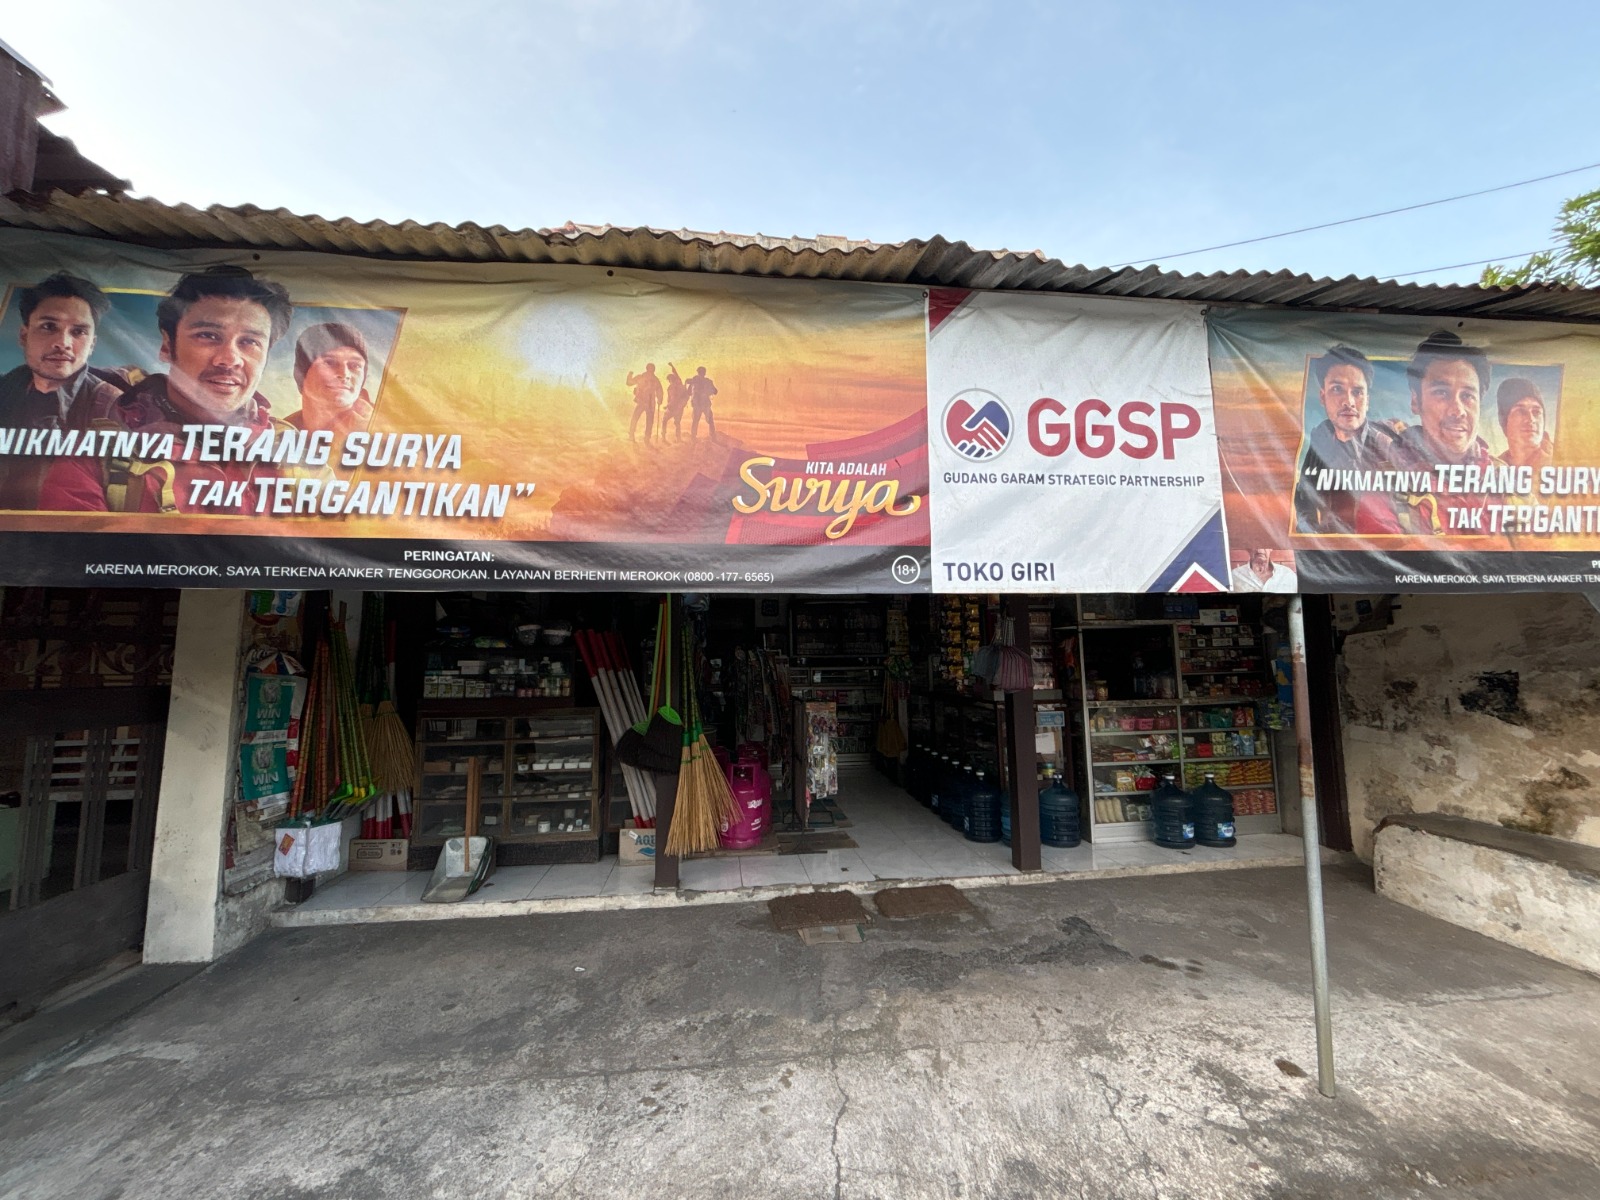 NIKMATNYA TERANG SURYA
TAK TERGANTIKAN”
KITA ADALAH
Surya
PERINGATAN:
KARENA MEROKOK, SAYA TERKENA KANKER TENGGOROKAN. LAYANAN BERHENTI MEROKOK (0800 -177- 6565)
18+
GGSP
GUDANG GARAM STRATEGIC PARTNERSHIP
TOKO GIRI
“NIKMATNYA TERANG SURY
TAK TERGANTI
KARENA MEROKOK, SAYA TERKENA KANKER TEN
WIN
WIN